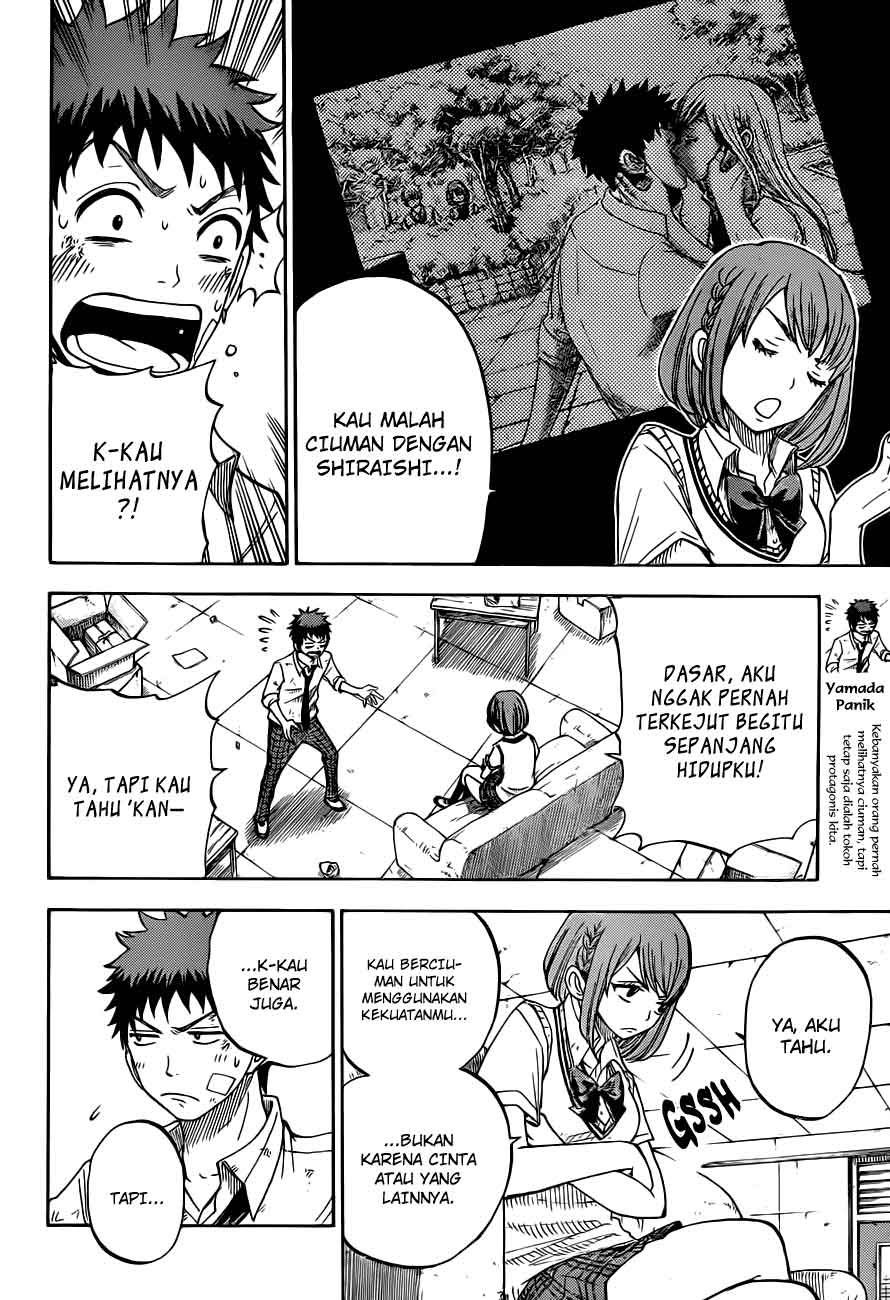 KAU MALAH
CIUMAN DENGAN
SHIRAISHI...!
K-KAU
MELIHATNYA
?!
DASAR, AKU
NGGAK PERNAH
TERKEJUT BEGITU
SEPANJANG
HIDUPKU!
YA, TAPI KAU
TAHU 'KAN—
Yamada
Panik
Kebanyakan orang pernah
melihatnya ciuman, tapi
tetap saja dialah tokoh
protagonis kita.
YA, AKU
TAHU.
GSSH
KAU BERCIU-
MAN UNTUK
MENGGUNAKAN
KEKUATANMU...
...BUKAN
KARENA CINTA
ATAU YANG
LAINNYA.
...K-KAU
BENAR
JUGA.
TAPI...